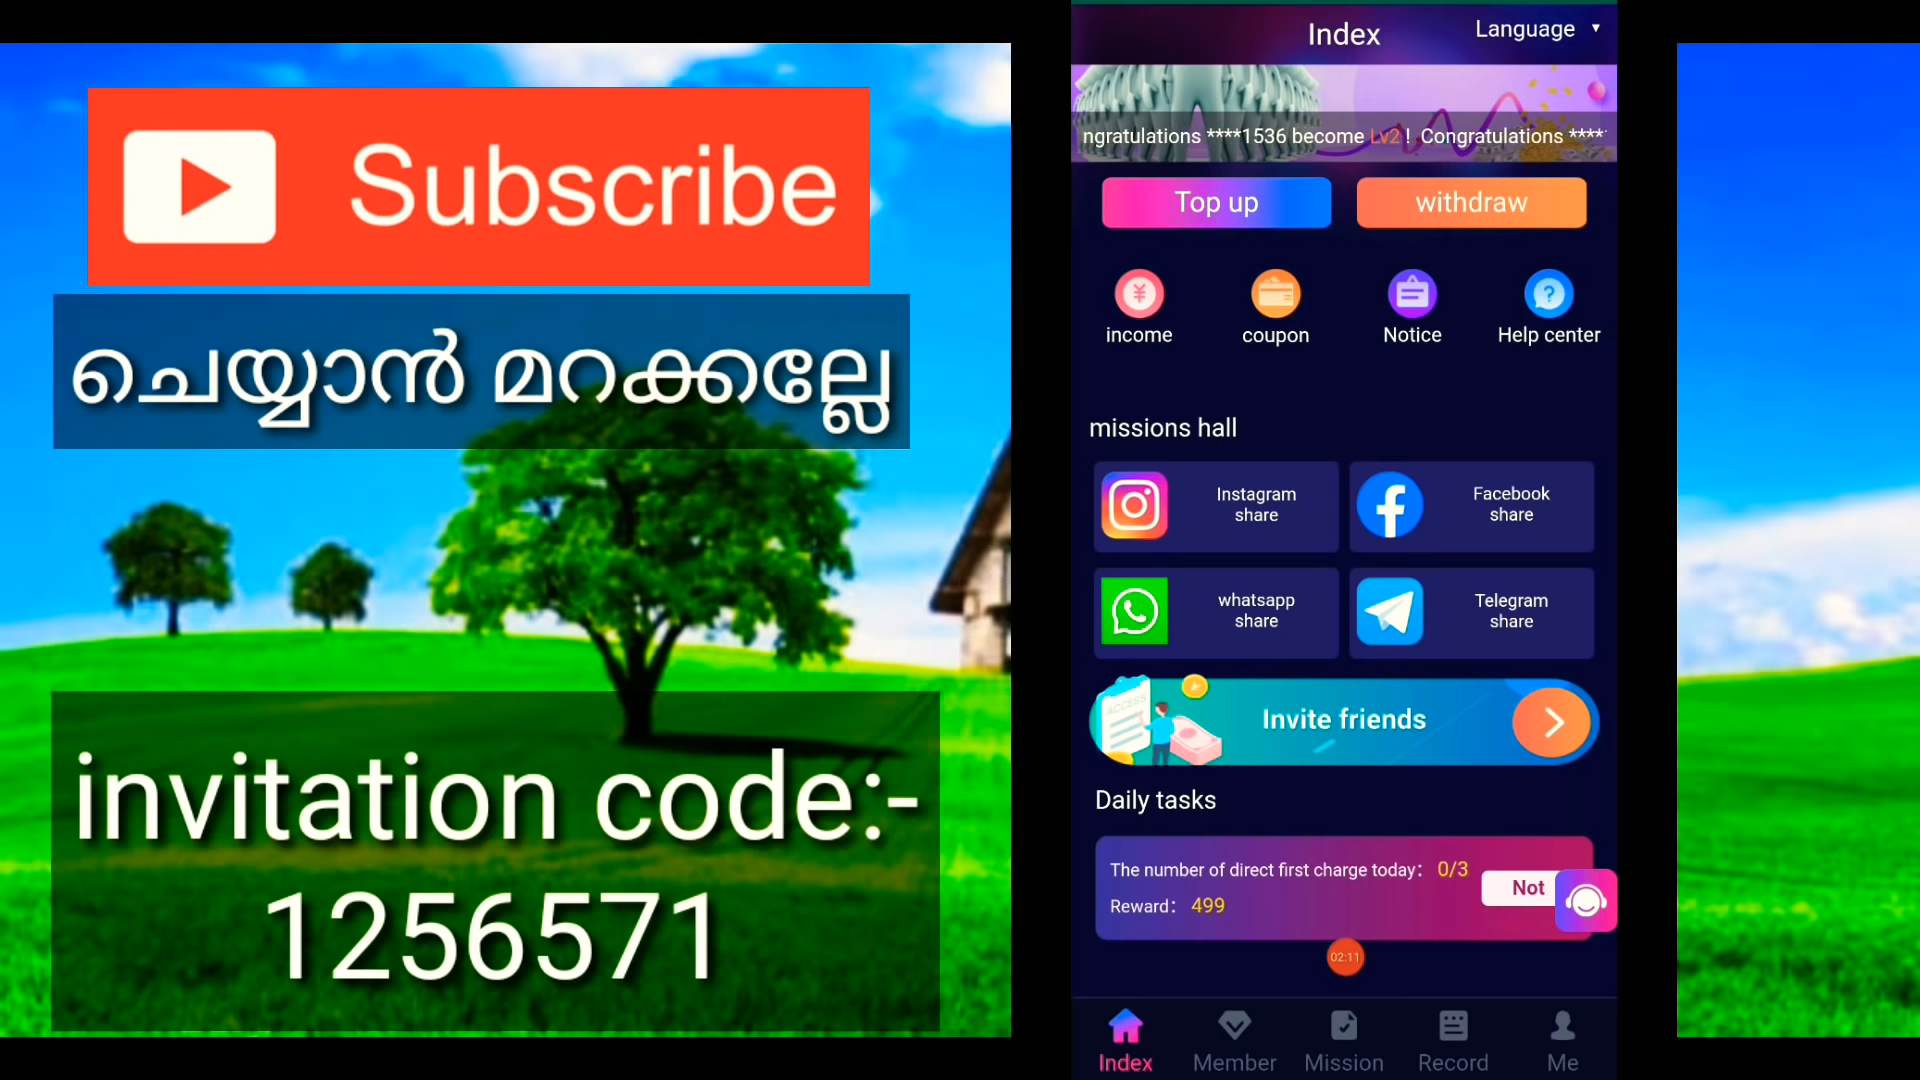 Subscribe
ചെയ്യാൻ മറക്കല്ലേ
invitation code:-
1256571
Index
Language
ngratulations ****1536 become Lv2 ! Congratulations ****
Top up
withdraw
income
coupon
Notice
Help center
missions hall
Instagram
share
Facebook
share
whatsapp
share
Telegram
share
ACCESS
Invite friends
Daily tasks
The number of direct first charge today: 0/3
Not
Reward: 499
02:11
Index
Member
Mission
Record
Me